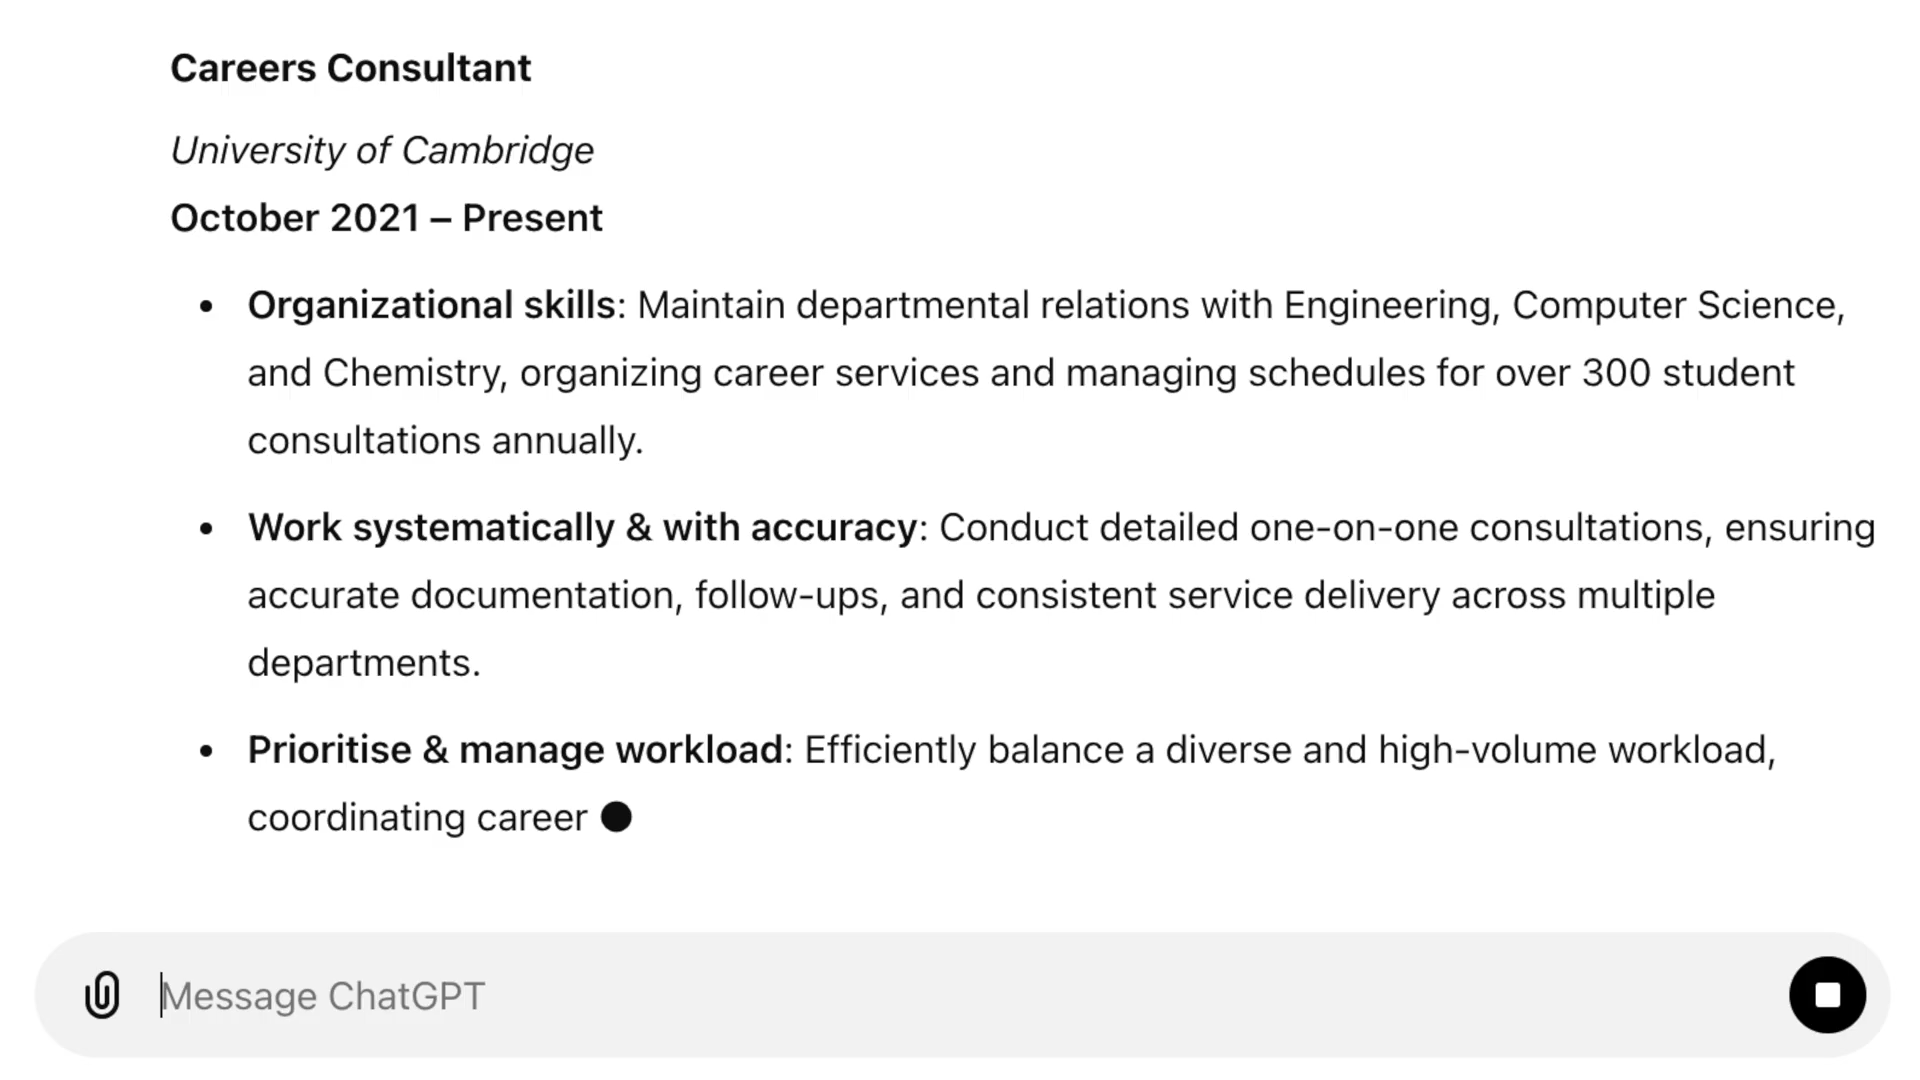 Careers Consultant
University of Cambridge
October 2021 – Present
• Organizational skills: Maintain departmental relations with Engineering, Computer Science,
and Chemistry, organizing career services and managing schedules for over 300 student
consultations annually.
• Work systematically & with accuracy: Conduct detailed one-on-one consultations, ensuring
accurate documentation, follow-ups, and consistent service delivery across multiple
departments.
• Prioritise & manage workload: Efficiently balance a diverse and high-volume workload,
coordinating career
Message ChatGPT